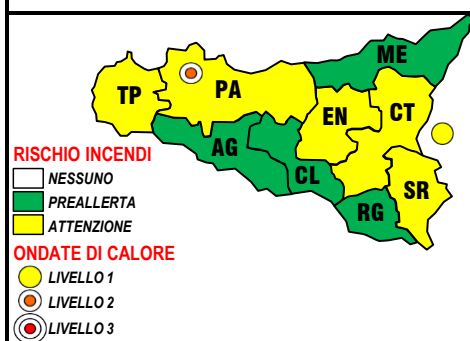 ME
TP
PA
EN
CT
AG
CL
SR
RG
RISCHIO INCENDI
NESSUNO
PREALLERTA
ATTENZIONE
ONDATE DI CALORE
LIVELLO 1
LIVELLO 2
LIVELLO 3